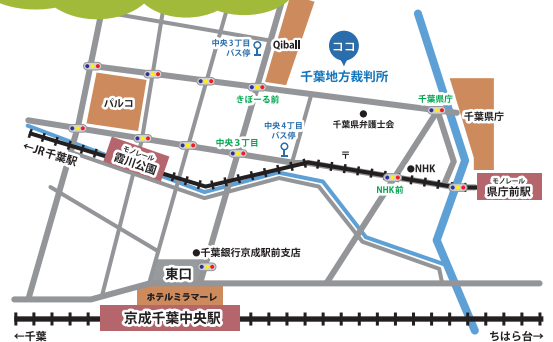 中央3丁目
バス停
Qiball
ココ
千葉地方裁判所
パルコ
きぼーる前
千葉県庁
千葉県庁
千葉県弁護士会
中央4丁目
バス停
中央3丁目
←JR千葉駅
モノレール
葭川公園
〒
NHK
NHK前
モノレール
県庁前駅
千葉銀行京成駅前支店
東口
ホテルミラマーレ
京成千葉中央駅
←千葉
ちはら台→